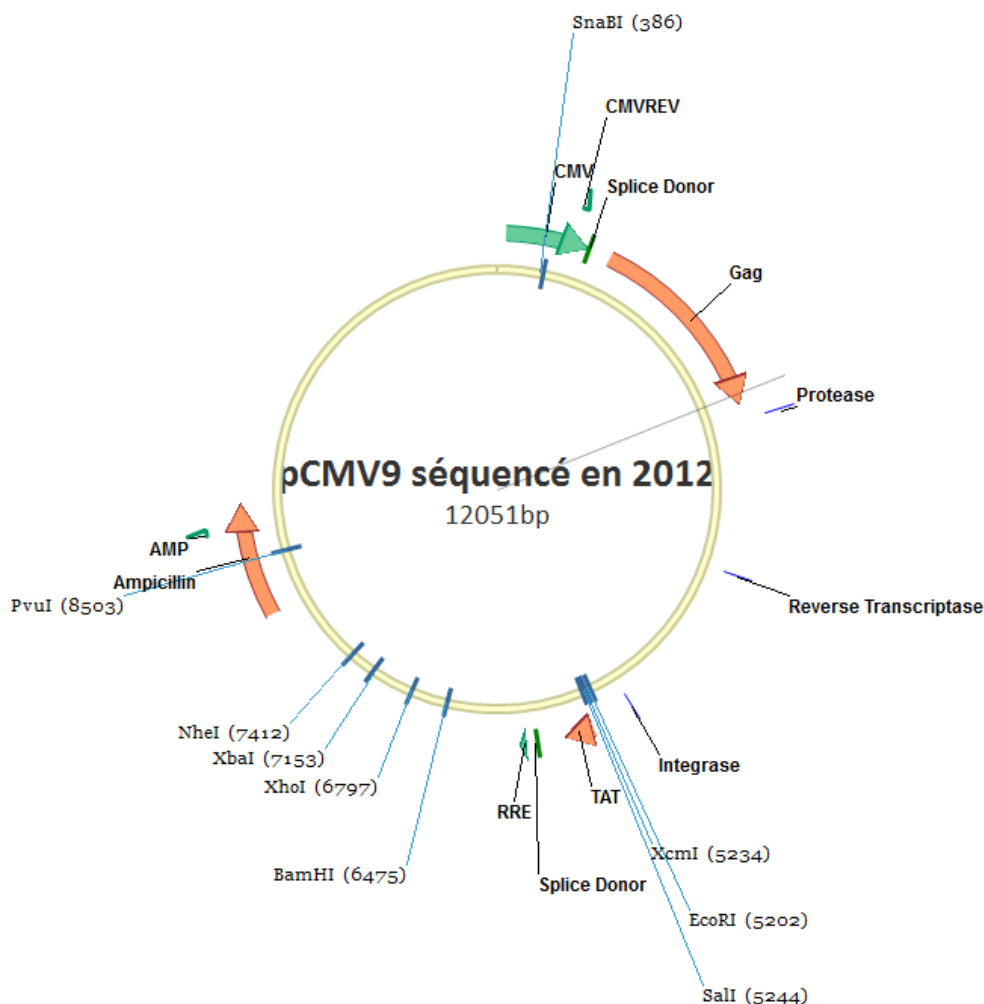 SnaBI (386)
CMVREV
CMV
Splice Donor
Gag
Protease
pCMV9 séquencé en 2012
12051bp
AMP
Ampicillin
PvuI (8503)
Reverse Transcriptase
NheI (7412)
XbaI (7153)
XhoI (6797)
Integrase
TAT
RRE
XcmI (5234)
BamHI (6475)
Splice Donor
EcoRI (5202)
SalI (5244)